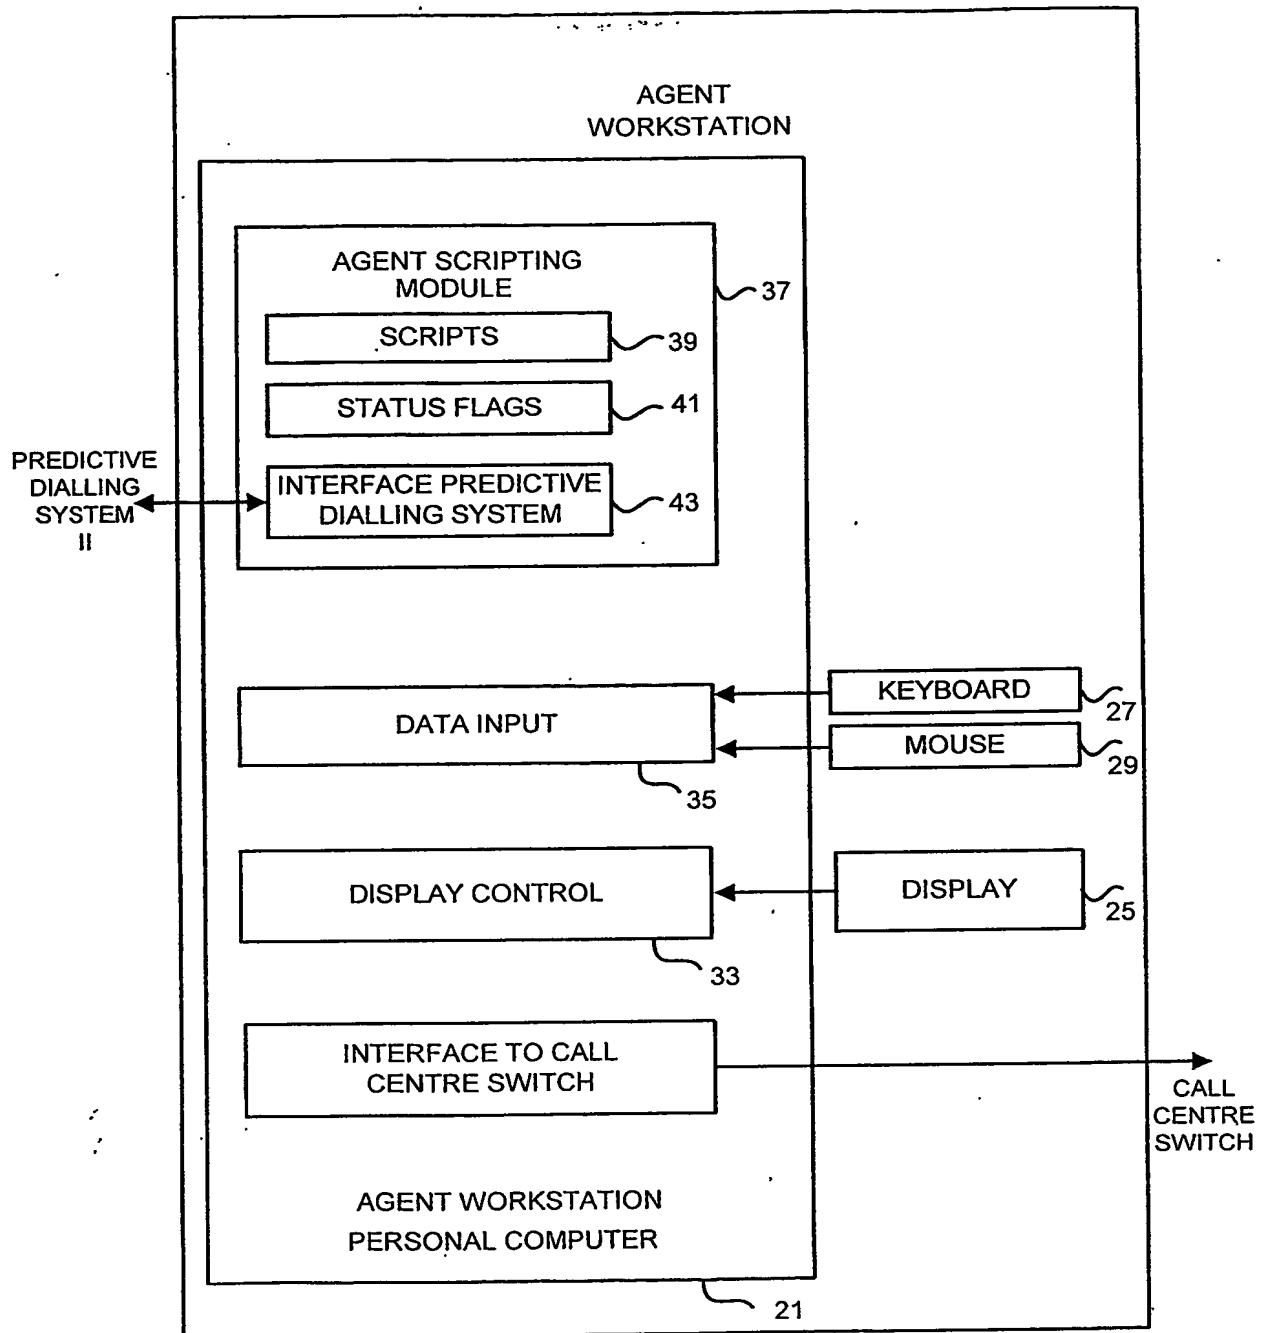 AGENT
WORKSTATION
AGENT SCRIPTING
MODULE
37
SCRIPTS
39
STATUS FLAGS
41
PREDICTIVE
DIALLING
SYSTEM
II
INTERFACE PREDICTIVE
DIALLING SYSTEM
43
KEYBOARD
27
DATA INPUT
MOUSE
29
35
DISPLAY CONTROL
DISPLAY
25
33
INTERFACE TO CALL
CENTRE SWITCH
CALL
CENTRE
SWITCH
AGENT WORKSTATION
PERSONAL COMPUTER
21